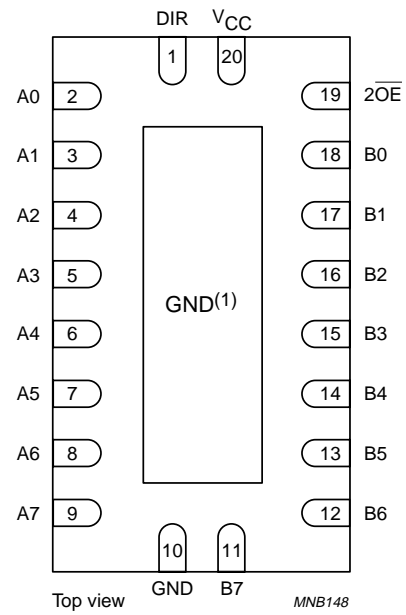 DIR VCC
1 20
A0 2 19 2O̅E̅
A1 3 18 B0
A2 4 17 B1
A3 5 16 B2
GND(1)
A4 6 15 B3
A5 7 14 B4
A6 8 13 B5
A7 9 12 B6
10 11
GND B7
Top view MNB148